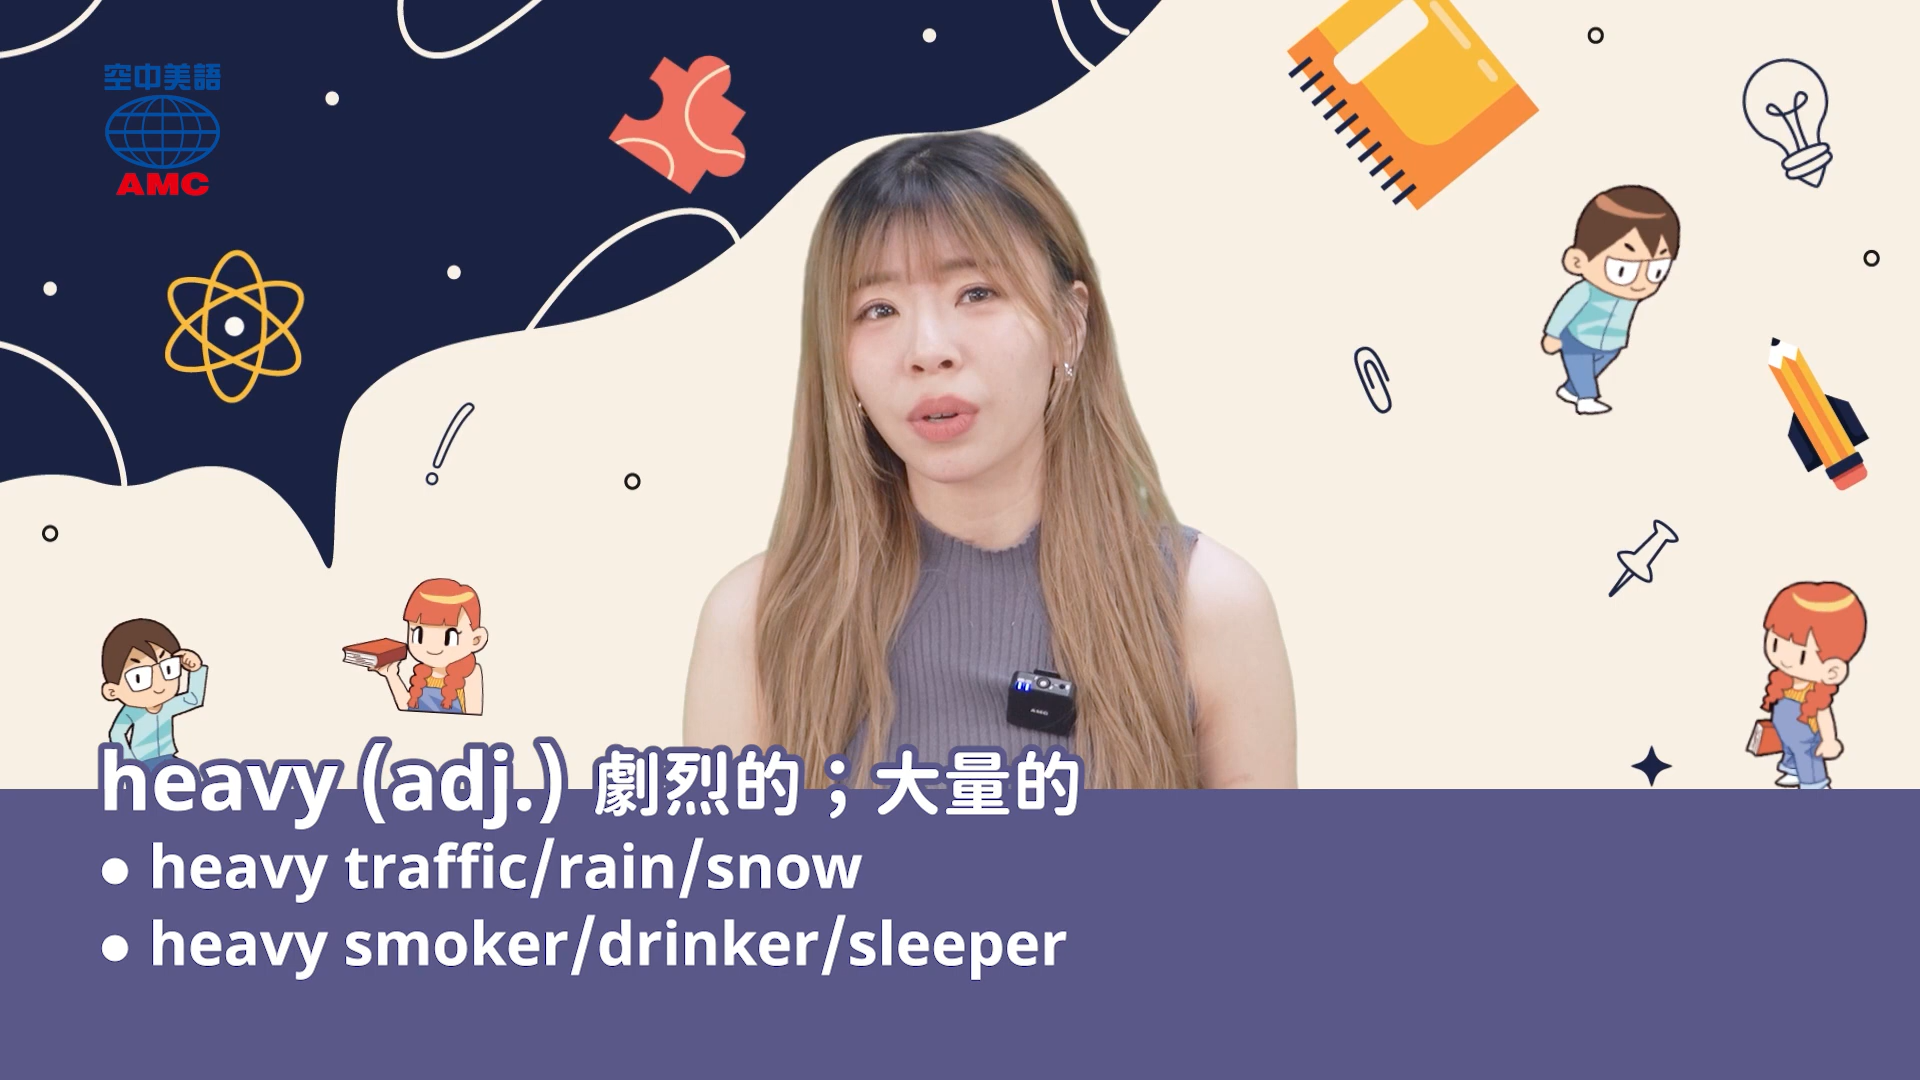 空中美語
AMC
AMC
heavy (adj.) 劇烈的；大量的
● heavy traffic/rain/snow
● heavy smoker/drinker/sleeper